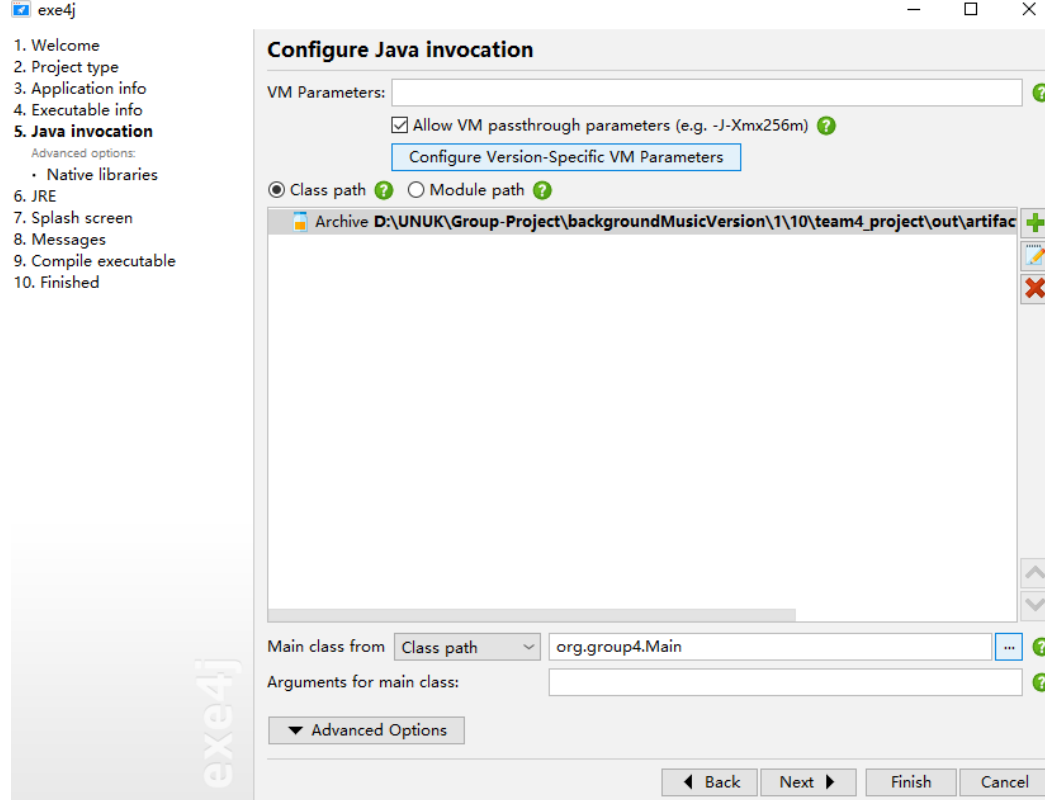 exe4j
1. Welcome
2. Project type
3. Application info
4. Executable info
5. Java invocation
Advanced options:
· Native libraries
6. JRE
7. Splash screen
8. Messages
9. Compile executable
10. Finished
exe4j
Configure Java invocation
VM Parameters:
Allow VM passthrough parameters (e.g. -J-Xmx256m)
Configure Version-Specific VM Parameters
Class path Module path
Archive D:\UNUK\Group-Project\backgroundMusicVersion\1\10\team4_project\out\artifac
Main class from Class path org.group4.Main ...
Arguments for main class:
Advanced Options
Back Next Finish Cancel